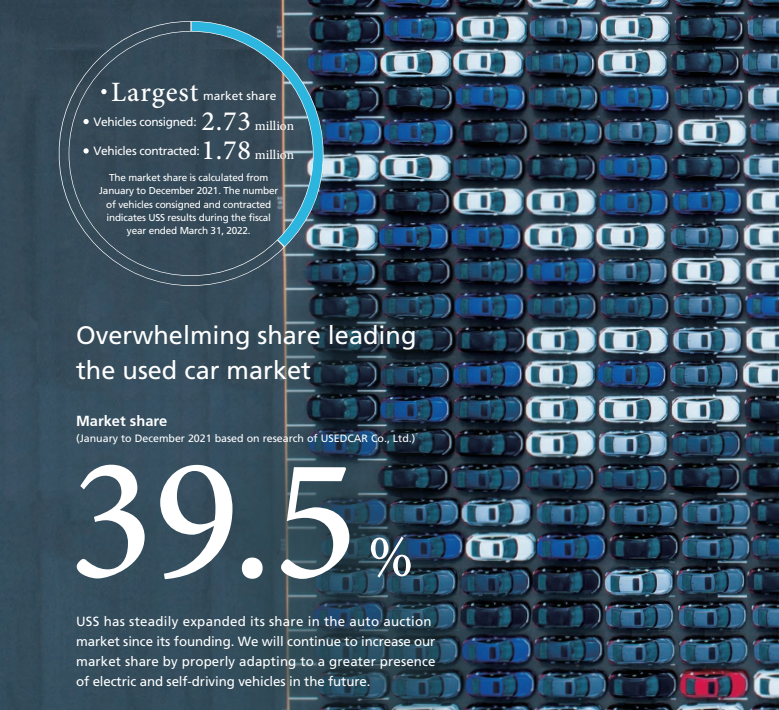 • Largest market share
• Vehicles consigned: 2.73 million
• Vehicles contracted: 1.78 million
The market share is calculated from
January to December 2021. The number
of vehicles consigned and contracted
indicates USS results during the fiscal
year ended March 31, 2022.
Overwhelming share leading
the used car market
Market share
(January to December 2021 based on research of USEDCAR Co., Ltd.)
39.5 %
USS has steadily expanded its share in the auto auction
market since its founding. We will continue to increase our
market share by properly adapting to a greater presence
of electric and self-driving vehicles in the future.